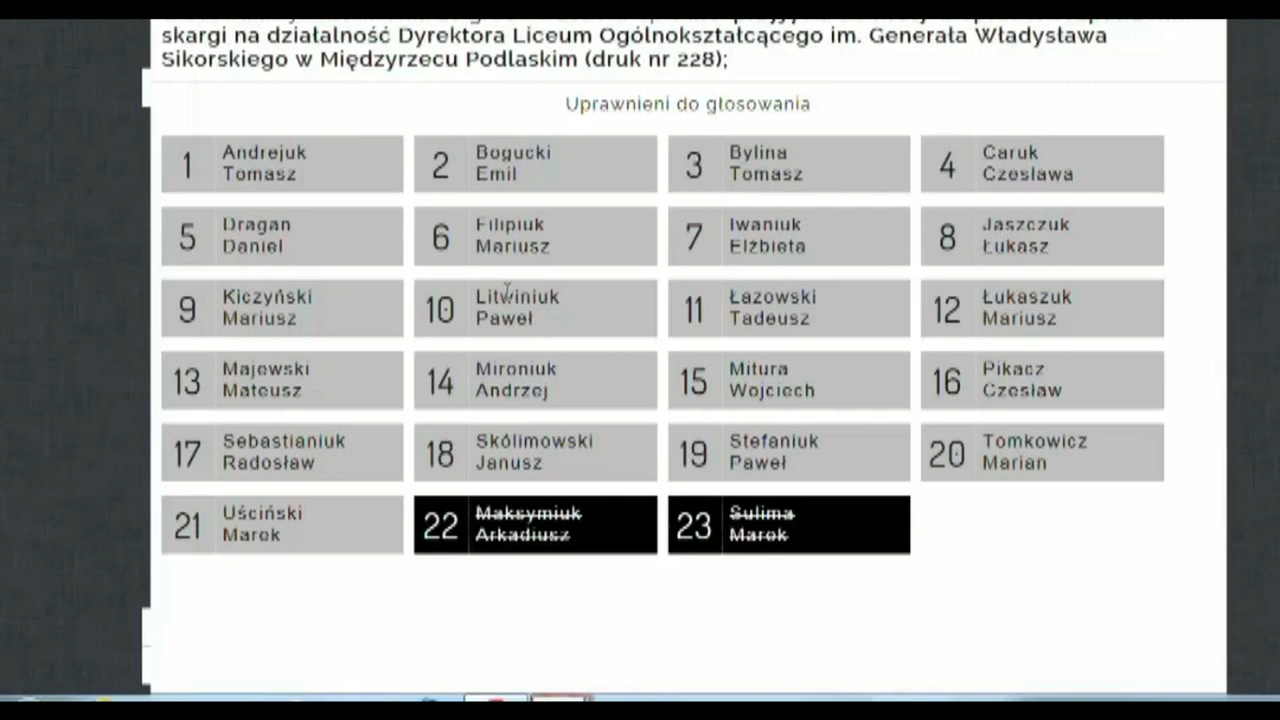 skargi na działalność Dyrektora Liceum Ogólnokształcącego im. Generała Władysława
Sikorskiego w Międzyrzecu Podlaskim (druk nr 228);
Uprawnieni do głosowania
1 Andrejuk Tomasz
2 Bogucki Emil
3 Bylina Tomasz
4 Caruk Czesława
5 Dragan Daniel
6 Filipiuk Mariusz
7 Iwaniuk Elżbieta
8 Jaszczuk Łukasz
9 Kiczyński Mariusz
10 Litwiniuk Paweł
11 Łazowski Tadeusz
12 Łukaszuk Mariusz
13 Majewski Mateusz
14 Mironiuk Andrzej
15 Mitura Wojciech
16 Pikacz Czesław
17 Sebastianiuk Radosław
18 Skólimowski Janusz
19 Stefaniuk Paweł
20 Tomkowicz Marian
21 Uściński Marek
22 Maksymiuk Arkadiusz
23 Sulima Marek